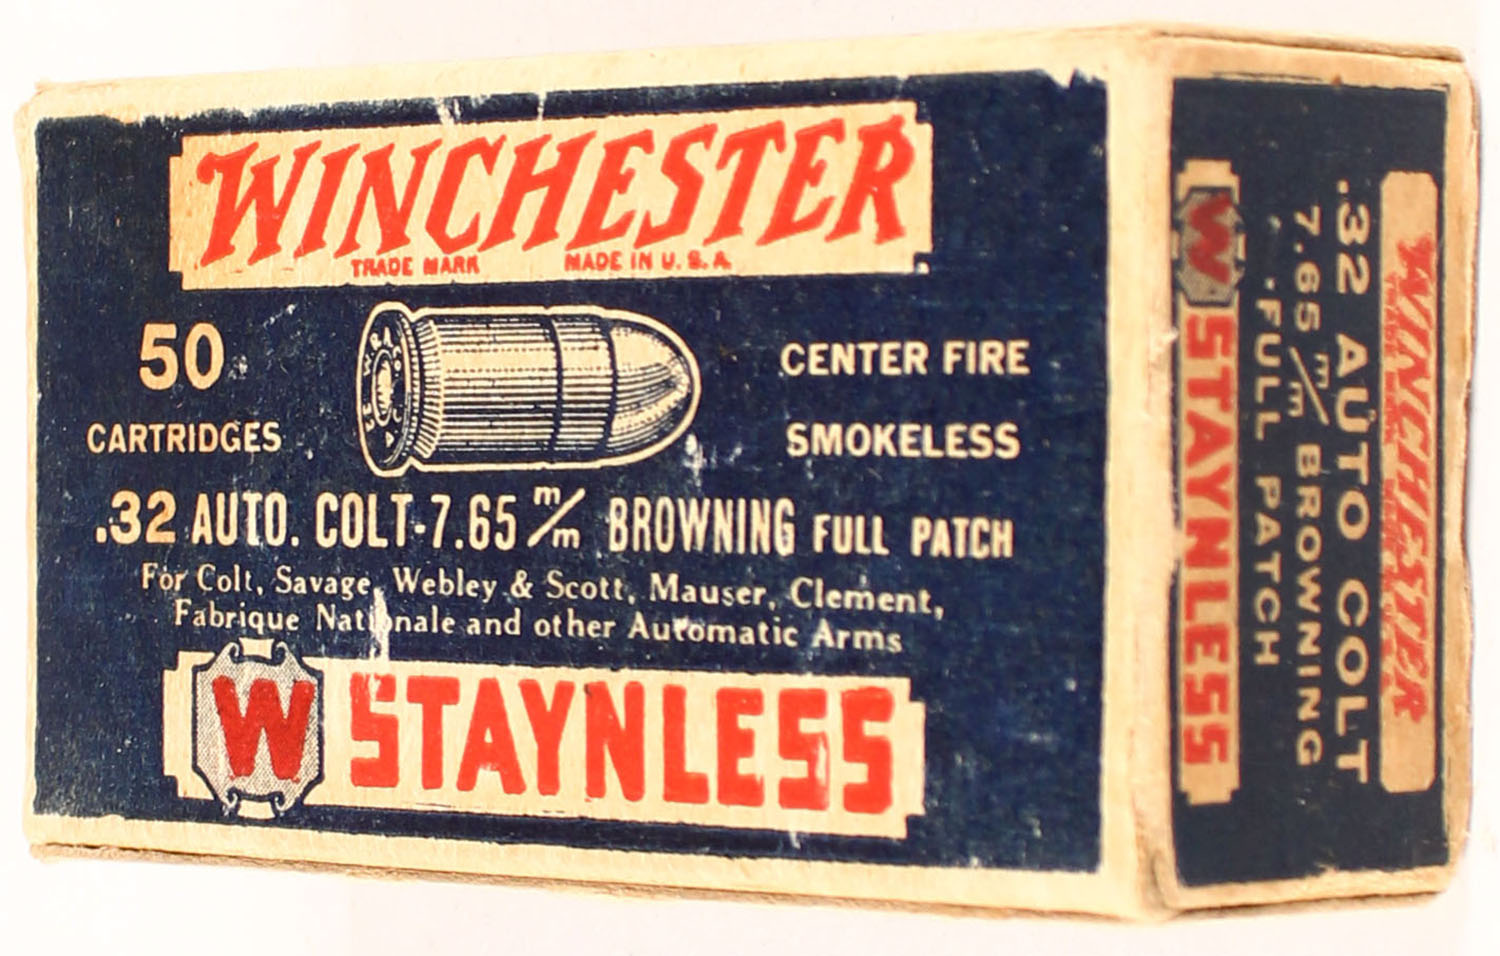 WINCHESTER
TRADE MARK MADE IN U.S.A.
50
CARTRIDGES
W.R.A.CO.
32 A.C.
CENTER FIRE
SMOKELESS
.32 AUTO. COLT-7.65 m/m BROWNING FULL PATCH
For Colt, Savage, Webley & Scott, Mauser, Clement,
Fabrique Nationale and other Automatic Arms
W STAYNLESS
WINCHESTER
.32 AUTO COLT
7.65 m/m BROWNING
FULL PATCH
W STAYNLESS